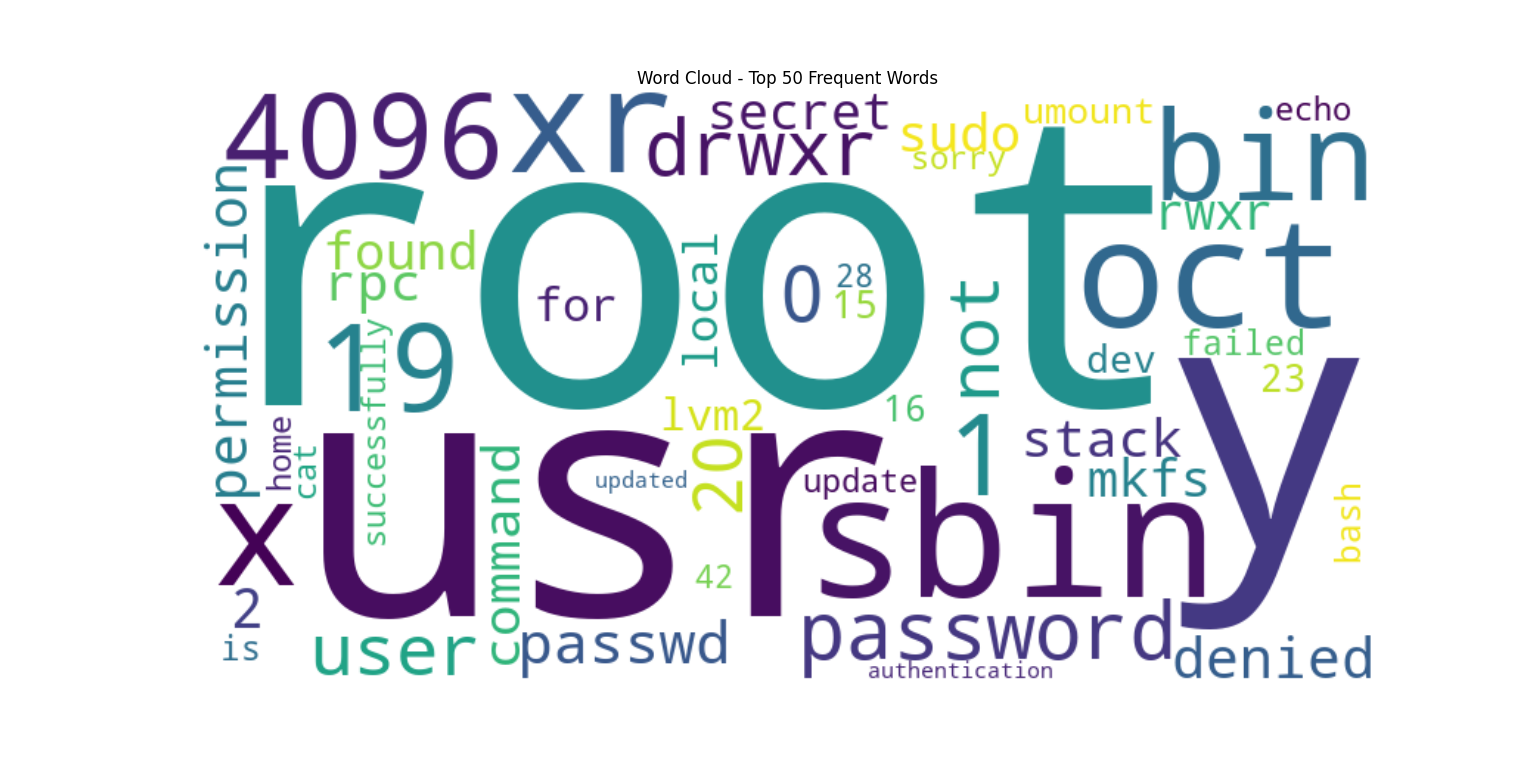 Word Cloud - Top 50 Frequent Words
4096
xr
drwxr
secret
sudo
sorry
umount
bin
echo
permission
root
found
rpc
for
local
0
28
15
not
oct
rwxr
19
successfully
dev
failed
23
lvm2
16
1
stack
mkfs
y
home
cat
x
usr
command
updated
20
update
sbin
bash
42
2
is
user
passwd
password
authentication
denied